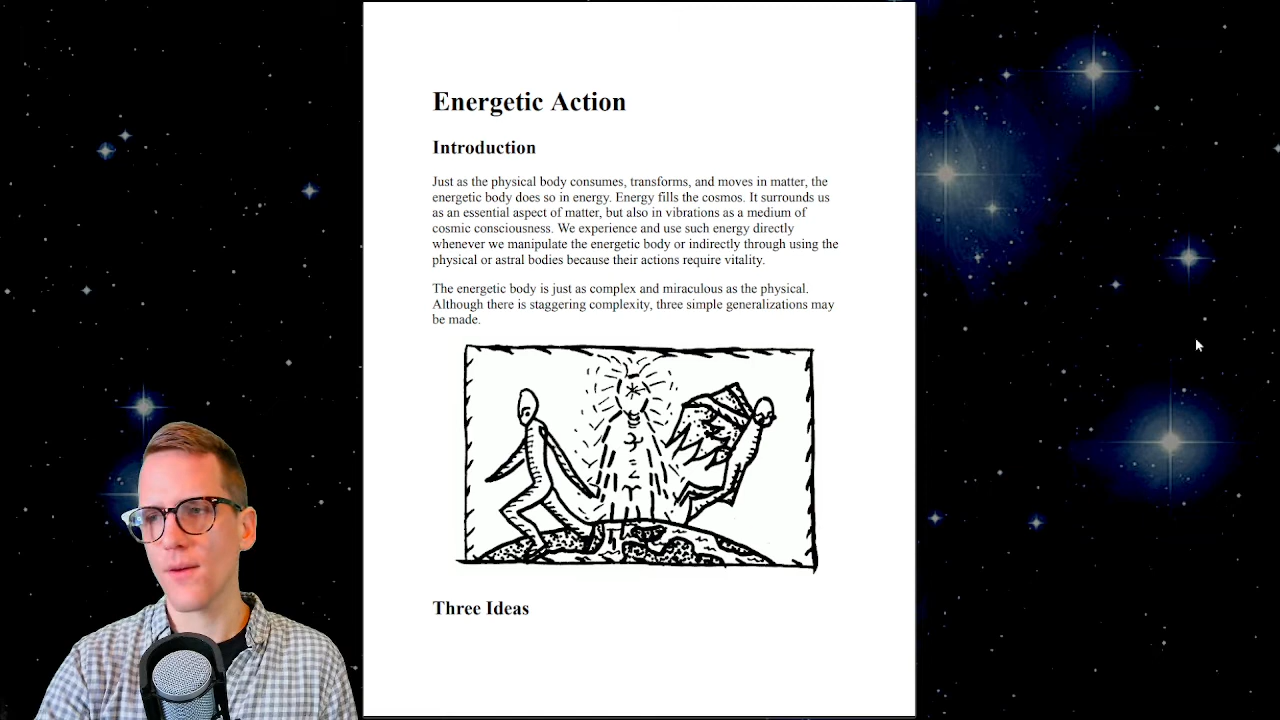 Energetic Action
Introduction
Just as the physical body consumes, transforms, and moves in matter, the
energetic body does so in energy. Energy fills the cosmos. It surrounds us
as an essential aspect of matter, but also in vibrations as a medium of
cosmic consciousness. We experience and use such energy directly
whenever we manipulate the energetic body or indirectly through using the
physical or astral bodies because their actions require vitality.
The energetic body is just as complex and miraculous as the physical.
Although there is staggering complexity, three simple generalizations may
be made.
Three Ideas